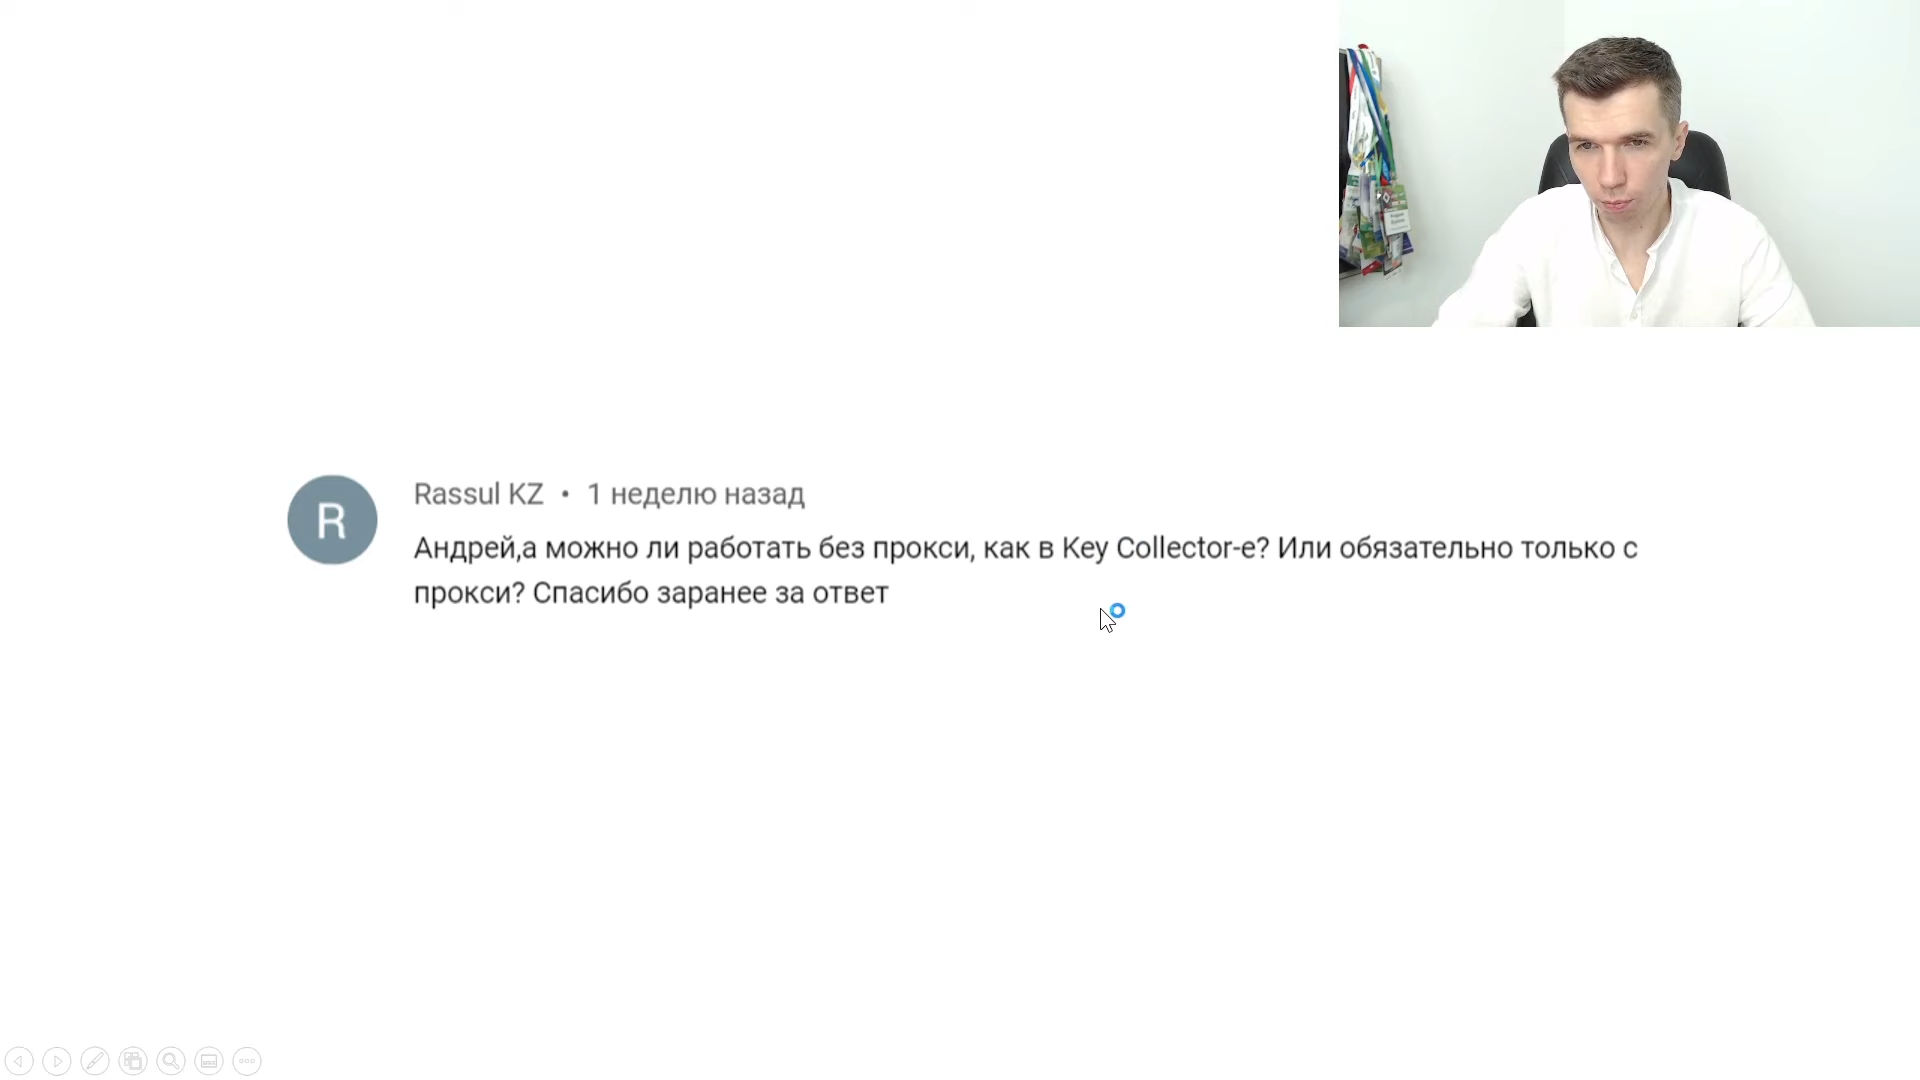 R
Rassul KZ • 1 неделю назад
Андрей,а можно ли работать без прокси, как в Key Collector-е? Или обязательно только с
прокси? Спасибо заранее за ответ